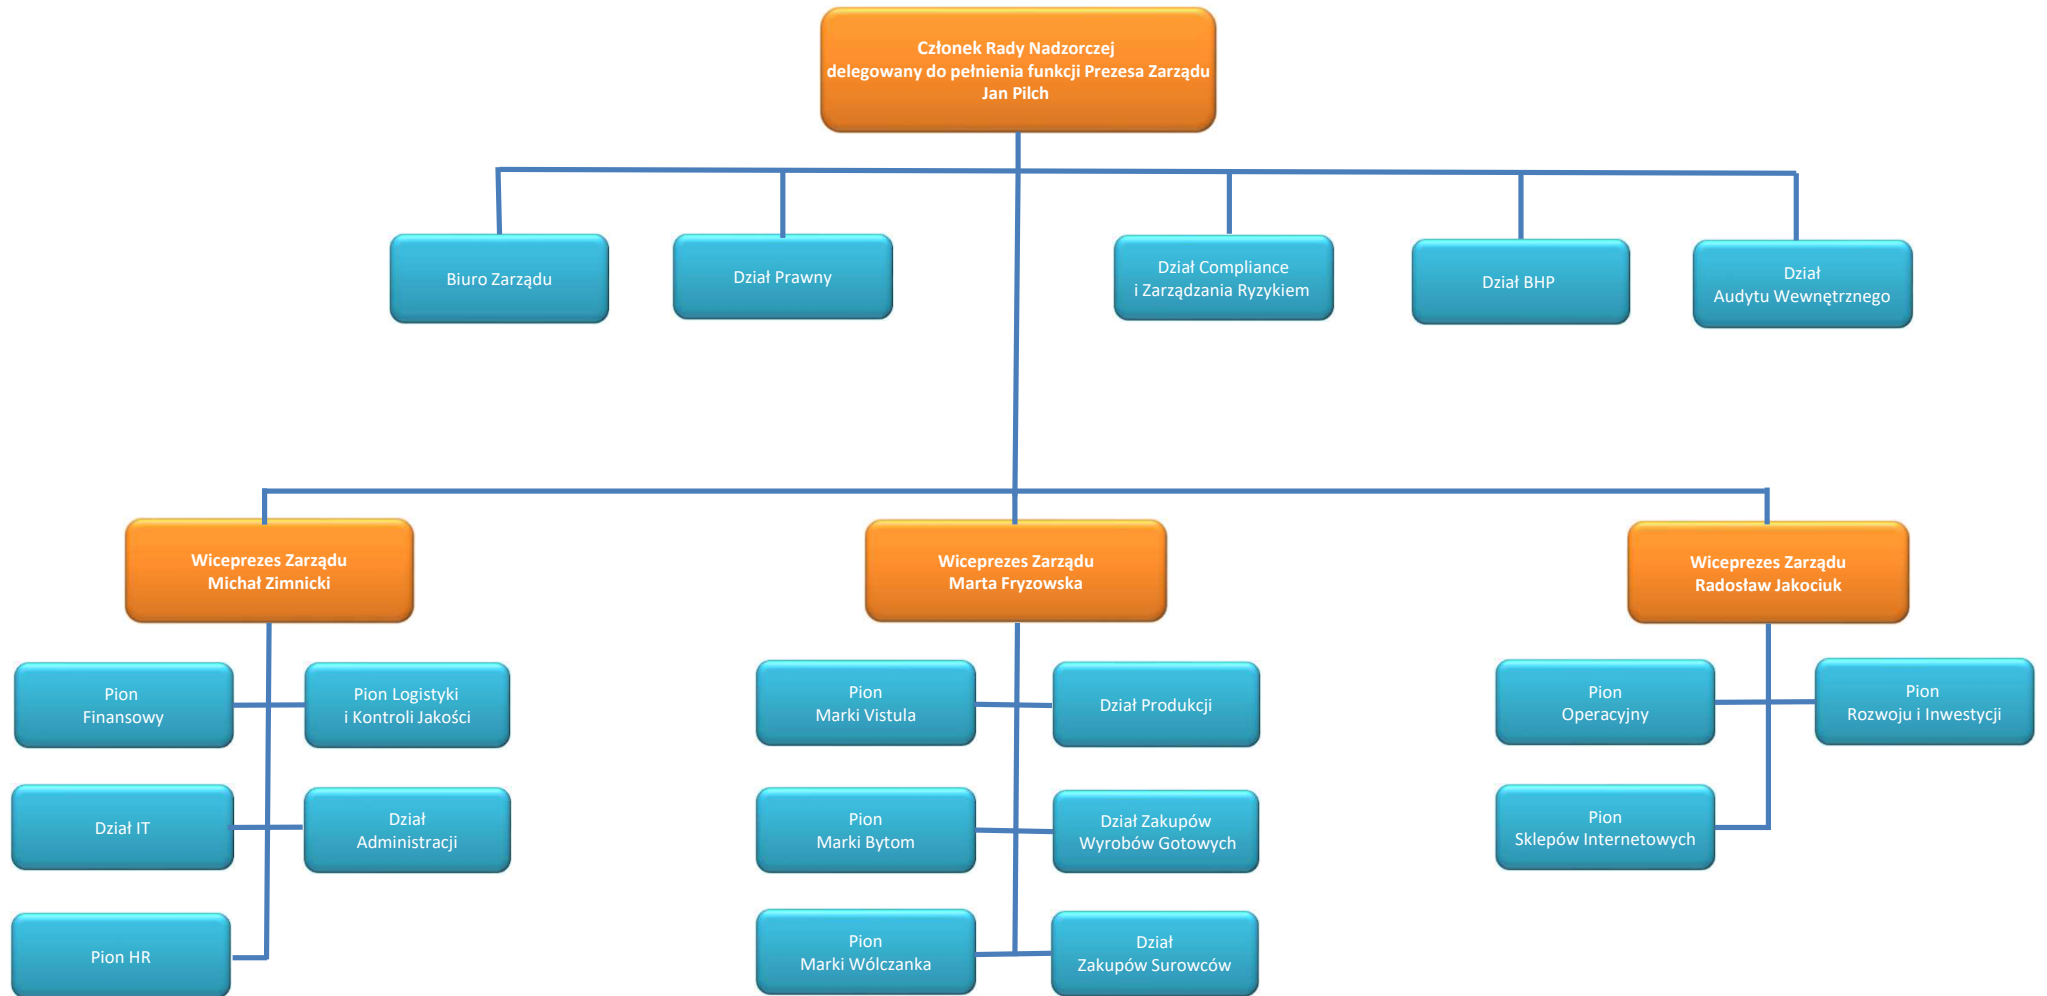 Członek Rady Nadzorczej
delegowany do pełnienia funkcji Prezesa Zarządu
Jan Pilch
Biuro Zarządu
Dział Prawny
Dział Compliance
i Zarządzania Ryzykiem
Dział BHP
Dział
Audytu Wewnętrznego
Wiceprezes Zarządu
Michał Zimnicki
Wiceprezes Zarządu
Marta Fryzowska
Wiceprezes Zarządu
Radosław Jakociuk
Pion
Finansowy
Pion Logistyki
i Kontroli Jakości
Dział IT
Dział
Administracji
Pion HR
Pion
Marki Vistula
Dział Produkcji
Pion
Marki Bytom
Dział Zakupów
Wyrobów Gotowych
Pion
Marki Wólczanka
Dział
Zakupów Surowców
Pion
Operacyjny
Pion
Rozwoju i Inwestycji
Pion
Sklepów Internetowych